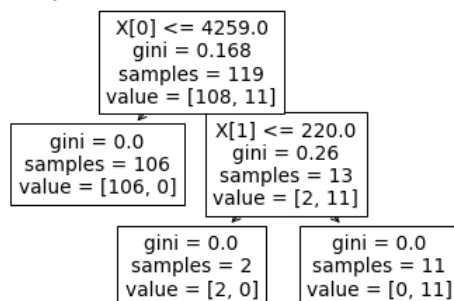 X[0] <= 4259.0
gini = 0.168
samples = 119
value = [108, 11]
gini = 0.0
samples = 106
value = [106, 0]
X[1] <= 220.0
gini = 0.26
samples = 13
value = [2, 11]
gini = 0.0
samples = 2
value = [2, 0]
gini = 0.0
samples = 11
value = [0, 11]